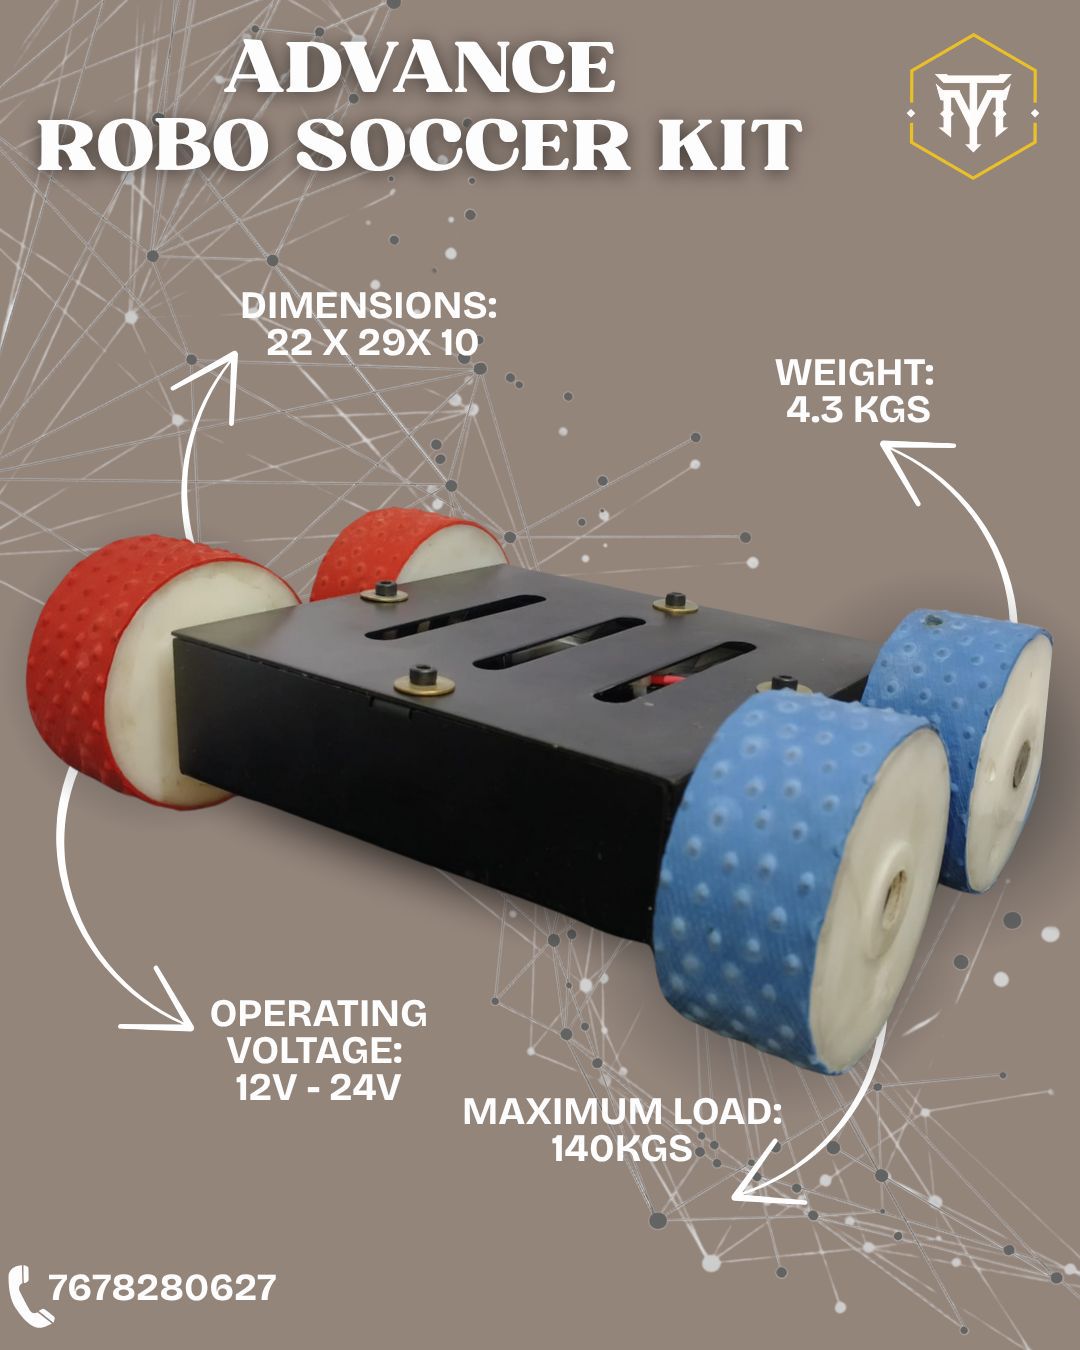 ADVANCE
ROBO SOCCER KIT
DIMENSIONS:
22 X 29X 10
WEIGHT:
4.3 KGS
OPERATING
VOLTAGE:
12V - 24V
MAXIMUM LOAD:
140KGS
7678280627